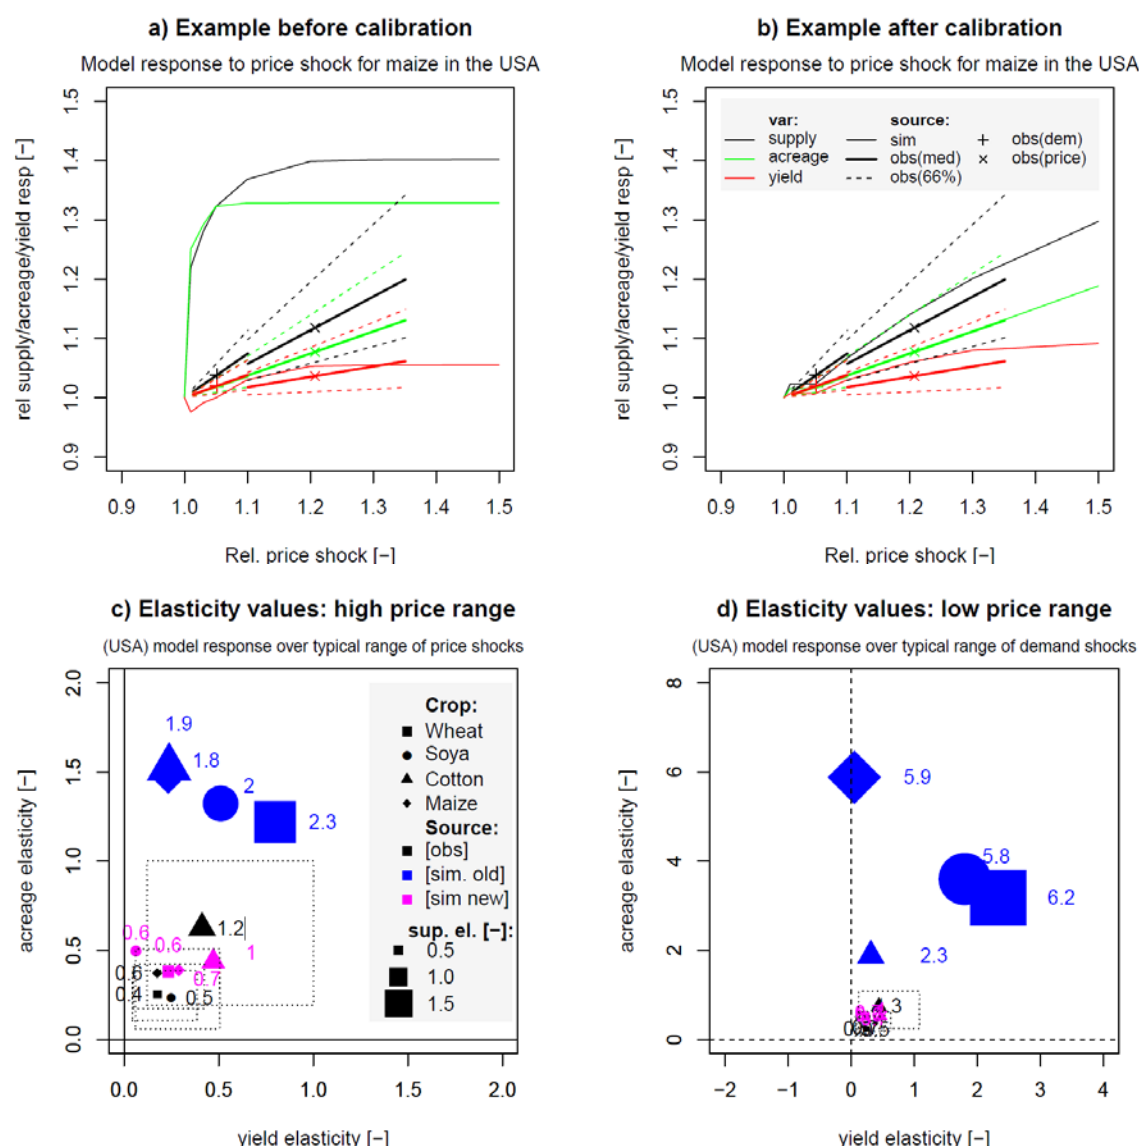 a) Example before calibration
Model response to price shock for maize in the USA
rel supply/acreage/yield resp [−]
1.5
1.4
1.3
1.2
1.1
1.0
0.9
0.9 1.0 1.1 1.2 1.3 1.4 1.5
Rel. price shock [−]
b) Example after calibration
Model response to price shock for maize in the USA
rel supply/acreage/yield resp [−]
1.5
1.4
1.3
1.2
1.1
1.0
0.9
var: source:
supply sim obs(dem)
acreage obs(med) obs(price)
yield obs(66%)
0.9 1.0 1.1 1.2 1.3 1.4 1.5
Rel. price shock [−]
c) Elasticity values: high price range
(USA) model response over typical range of price shocks
acreage elasticity [−]
2.0
1.5
1.0
0.5
0.0
1.9
1.8
2
2.3
1.2
0.6
0.6
1
0.7
0.6
0.4
0.5
Crop:
Wheat
Soya
Cotton
Maize
Source:
[obs]
[sim. old]
[sim new]
sup. el. [−]:
0.5
1.0
1.5
0.0 0.5 1.0 1.5 2.0
yield elasticity [−]
d) Elasticity values: low price range
(USA) model response over typical range of demand shocks
acreage elasticity [−]
8
6
4
2
0
5.9
5.8
6.2
2.3
−2 −1 0 1 2 3 4
yield elasticity [−]